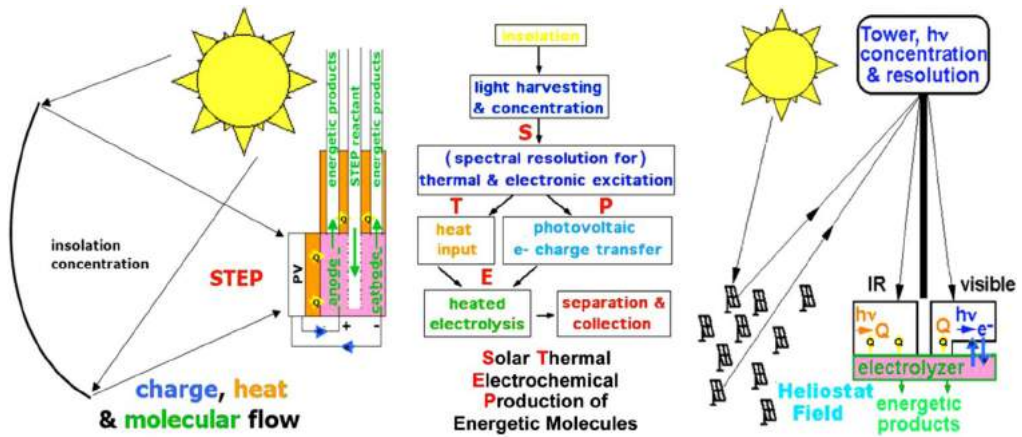 energetic products
STEP reactant
energetic products
insolation
concentration
STEP
PV
Q
Q
Q
Q
anode
cathode
+ -
charge, heat
& molecular flow
insolation
light harvesting
& concentration
S
(spectral resolution for)
thermal & electronic excitation
T P
heat
input
photovoltaic
e- charge transfer
E
heated
electrolysis
separation &
collection
Solar Thermal
Electrochemical
Production of
Energetic Molecules
Tower, hν
concentration
& resolution
IR visible
hν
Q
Q
hν
e-
Q Q
electrolyzer
Heliostat
Field
energetic
products